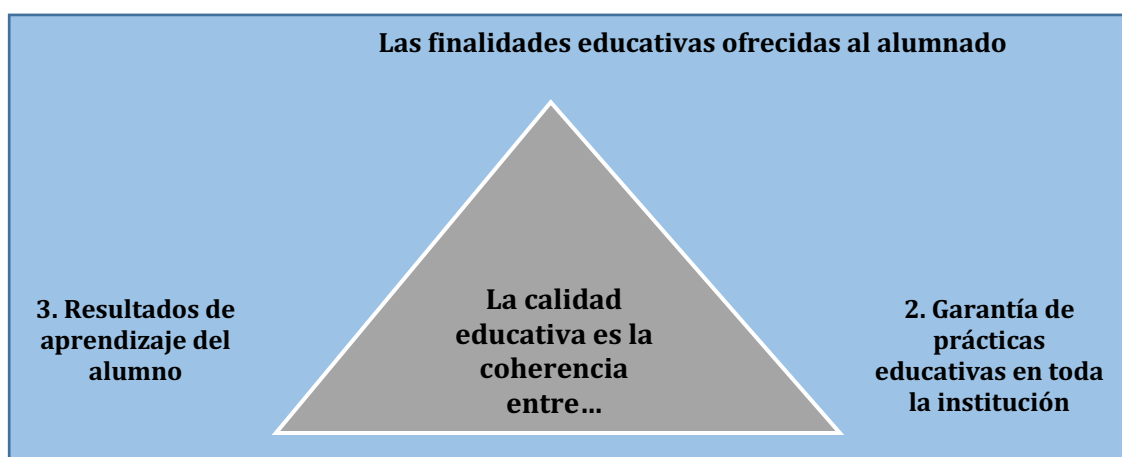 Las finalidades educativas ofrecidas al alumnado
La calidad
educativa es la
coherencia
entre...
3. Resultados de
aprendizaje del
alumno
2. Garantía de
prácticas
educativas en toda
la institución